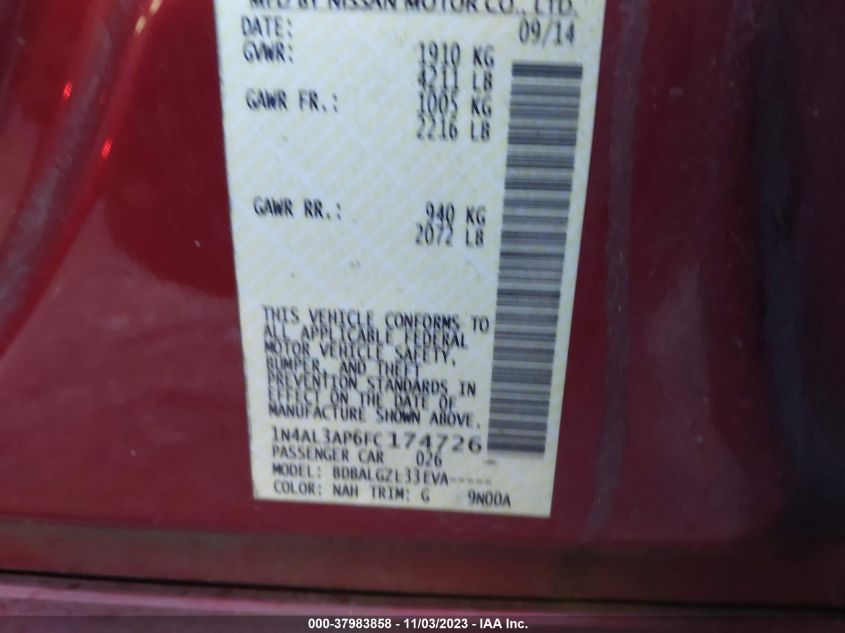 MFD BY NISSAN MOTOR CO., LTD.
DATE: 09/14
GVWR: 1910 KG
4211 LB
GAWR FR.: 1005 KG
2216 LB
GAWR RR.: 940 KG
2072 LB
THIS VEHICLE CONFORMS TO
ALL APPLICABLE FEDERAL
MOTOR VEHICLE SAFETY,
BUMPER, AND THEFT
PREVENTION STANDARDS IN
EFFECT ON THE DATE OF
MANUFACTURE SHOWN ABOVE.
1N4AL3AP6FC174726
PASSENGER CAR 026
MODEL: BDBALGZL33EVA-----
COLOR: NAH TRIM: G 9N00A
000-37983858 - 11/03/2023 - IAA Inc.